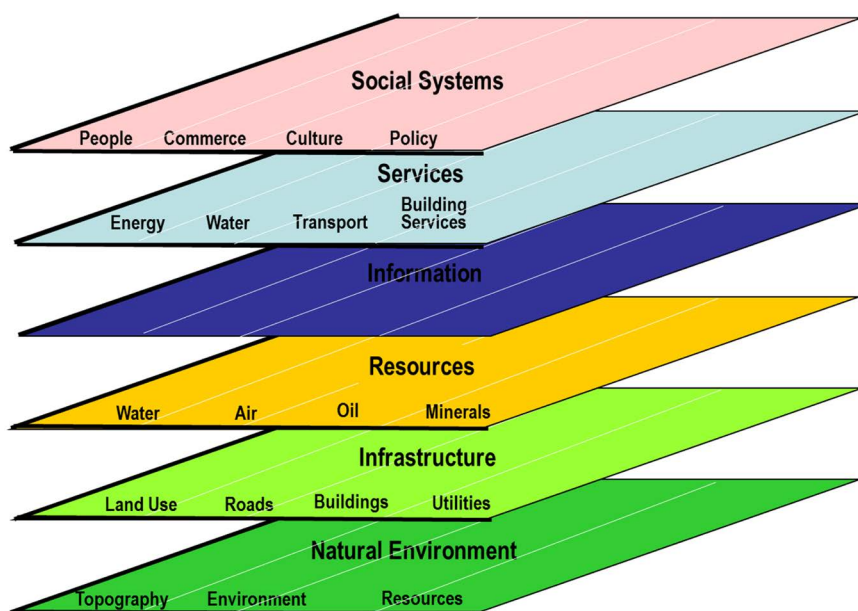 Social Systems
People Commerce Culture Policy
Services
Energy Water Transport Building Services
Information
Resources
Water Air Oil Minerals
Infrastructure
Land Use Roads Buildings Utilities
Natural Environment
Topography Environment Resources